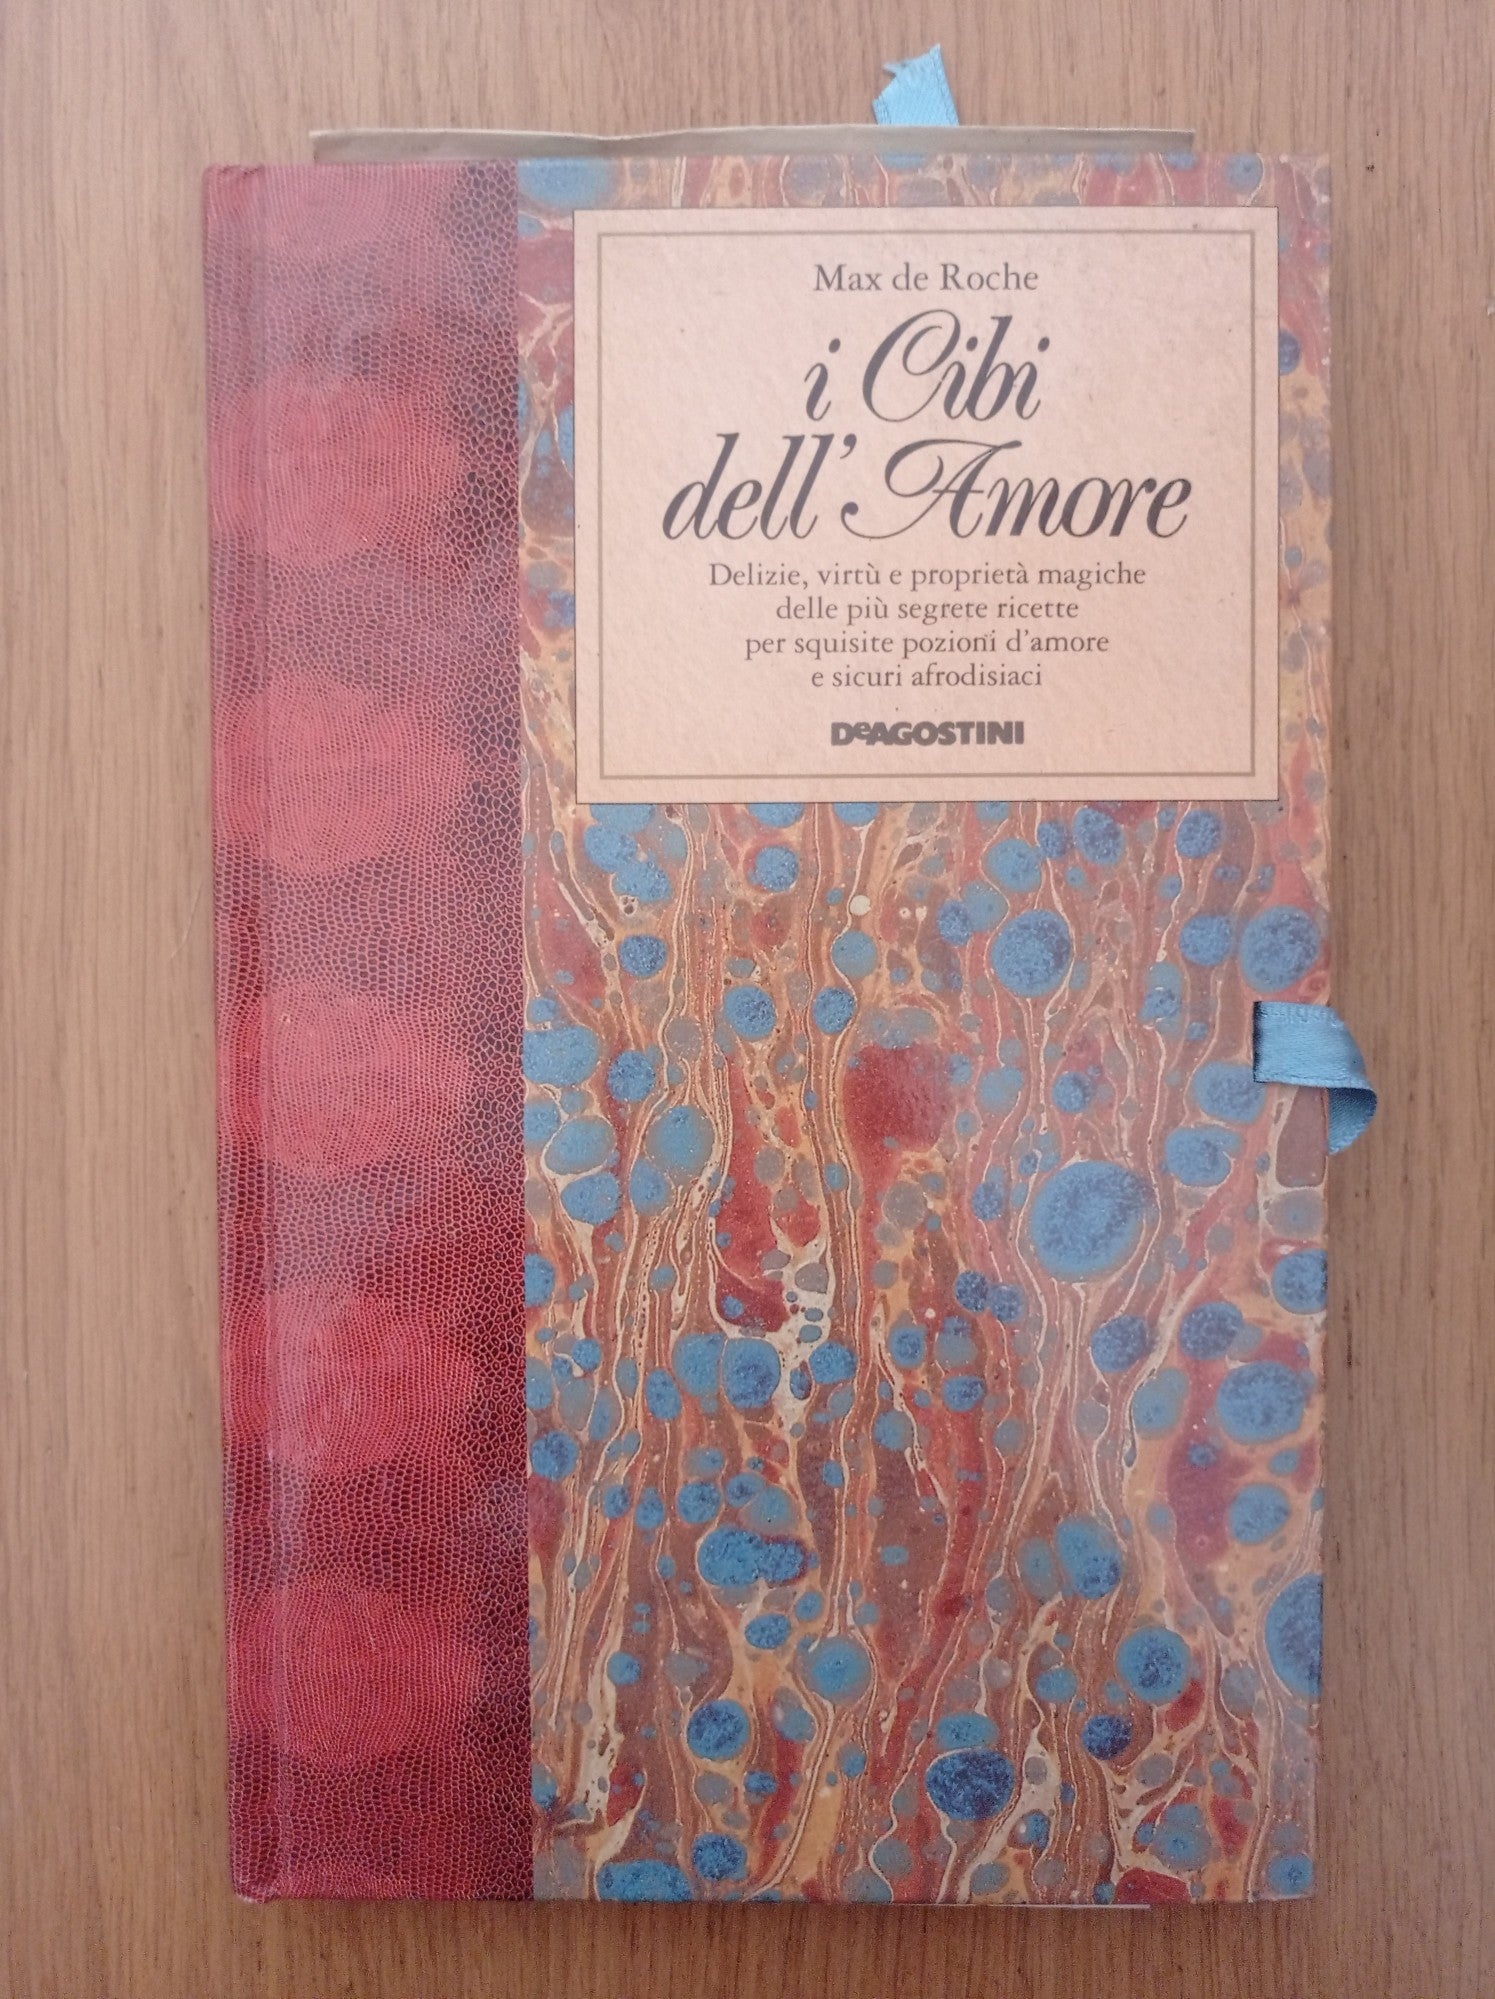 Max de Roche
i Cibi
dell'Amore
Delizie, virtù e proprietà magiche
delle più segrete ricette
per squisite pozioni d'amore
e sicuri afrodisiaci
DeAGOSTINI